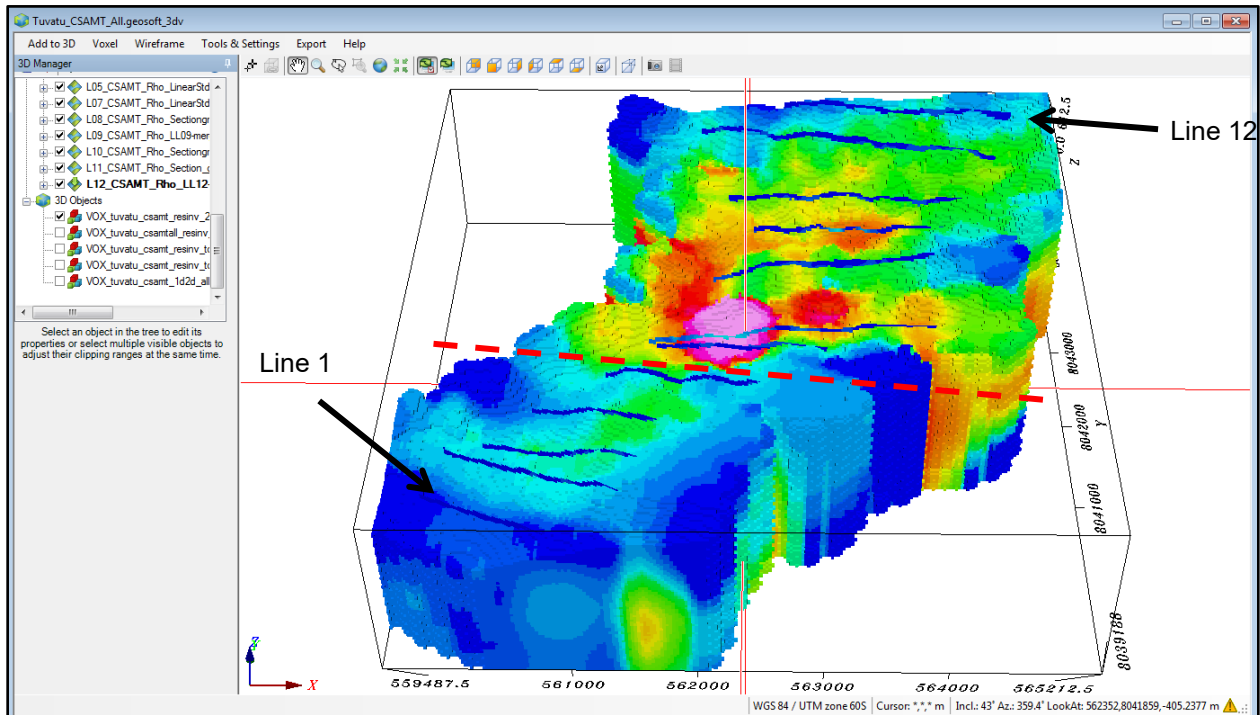 Tuvatu_CSAMT_All.geosoft_3dv
Add to 3D Voxel Wireframe Tools & Settings Export Help
3D Manager
L05_CSAMT_Rho_LinearStd
L07_CSAMT_Rho_LinearStd
L08_CSAMT_Rho_Sectiongr
L09_CSAMT_Rho_LL09-mer
L10_CSAMT_Rho_Sectiongr
L11_CSAMT_Rho_Section_g
L12_CSAMT_Rho_LL12-
3D Objects
VOX_tuvatu_csamt_resinv_2
VOX_tuvatu_csamtall_resinv_
VOX_tuvatu_csamt_resinv_to
VOX_tuvatu_csamt_resinv_to
VOX_tuvatu_csamt_1d2d_all
Select an object in the tree to edit its
properties or select multiple visible objects to
adjust their clipping ranges at the same time.
Line 12
Line 1
Z
8043000
8042000
Y
8041000
8039188
559487.5 561000 562000 563000 564000 565212.5
Z
X
WGS 84 / UTM zone 60S Cursor: *,*,* m Incl.: 43° Az.: 359.4° LookAt: 562352,8041859,-405.2377 m